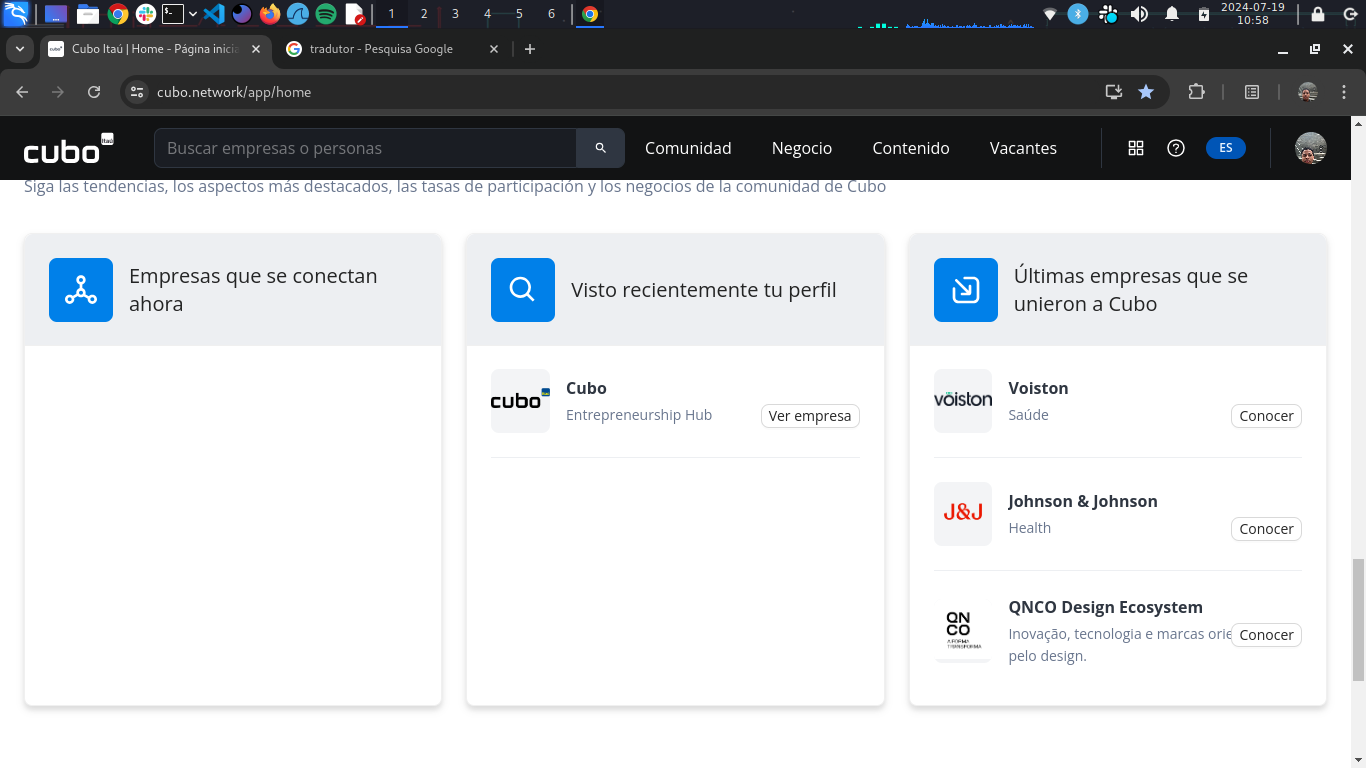 1 2 3 4 5 6
2024-07-19
10:58
Cubo Itaú | Home - Página inicia
tradutor - Pesquisa Google
cubo.network/app/home
cubo Itaú
Buscar empresas o personas
Comunidad
Negocio
Contenido
Vacantes
ES
Siga las tendencias, los aspectos más destacados, las tasas de participación y los negocios de la comunidad de Cubo
Empresas que se conectan
ahora
Visto recientemente tu perfil
cubo
Cubo
Entrepreneurship Hub
Ver empresa
Últimas empresas que se
unieron a Cubo
voiston
Voiston
Saúde
Conocer
J&J
Johnson & Johnson
Health
Conocer
QN
CO
A FORMA
TRANSFORMA
QNCO Design Ecosystem
Inovação, tecnologia e marcas orie
pelo design.
Conocer